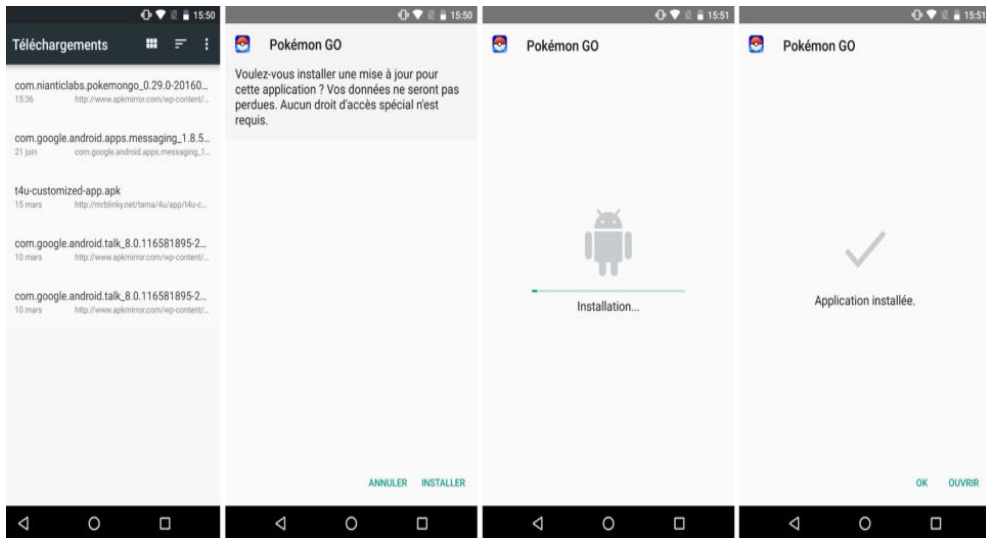 15:50
Téléchargements
com.nianticlabs.pokemongo_0.29.0-20160...
15:36 http://www.apkmirror.com/wp-content/...
com.google.android.apps.messaging_1.8.5...
21 juin com.google.android.apps.messaging_1...
t4u-customized-app.apk
15 mars http://mrblinky.net/tama/4u/app/t4u-c...
com.google.android.talk_8.0.116581895-2...
10 mars http://www.apkmirror.com/wp-content/...
com.google.android.talk_8.0.116581895-2...
10 mars http://www.apkmirror.com/wp-content/...
15:50
Pokémon GO
Voulez-vous installer une mise à jour pour
cette application ? Vos données ne seront pas
perdues. Aucun droit d'accès spécial n'est
requis.
ANNULER INSTALLER
15:51
Pokémon GO
Installation...
15:51
Pokémon GO
Application installée.
OK OUVRIR